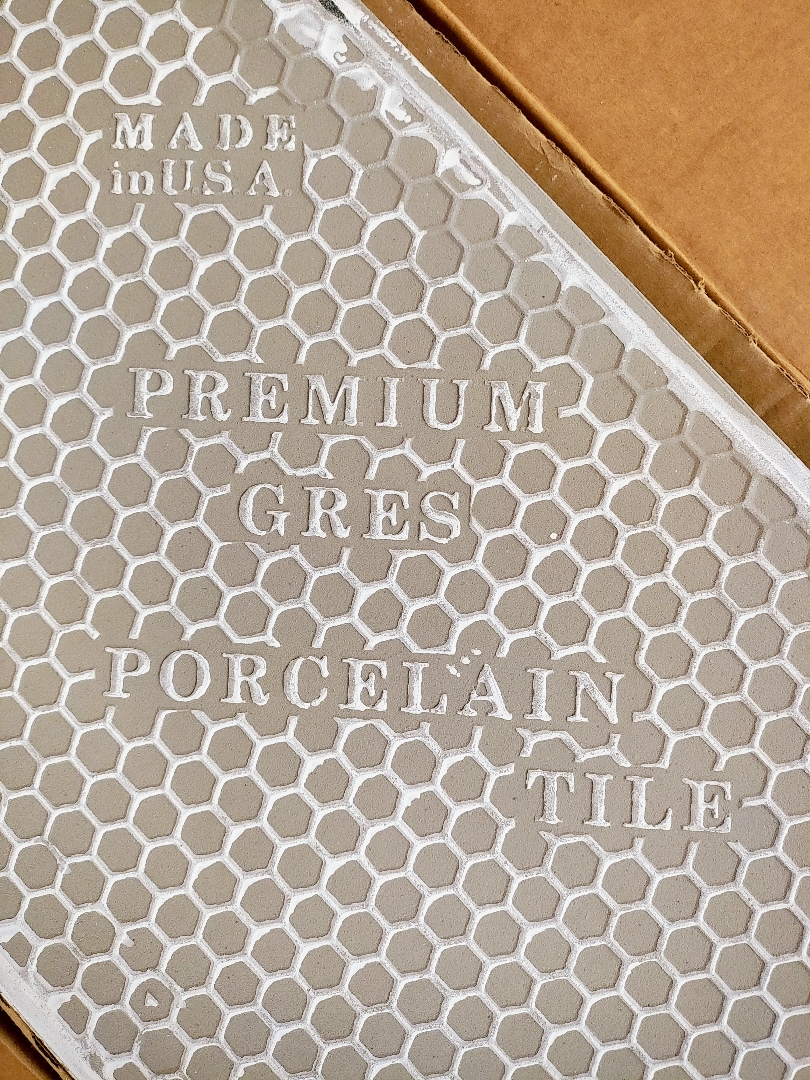 MADE
in U.S.A.
PREMIUM
GRES
PORCELAIN
TILE